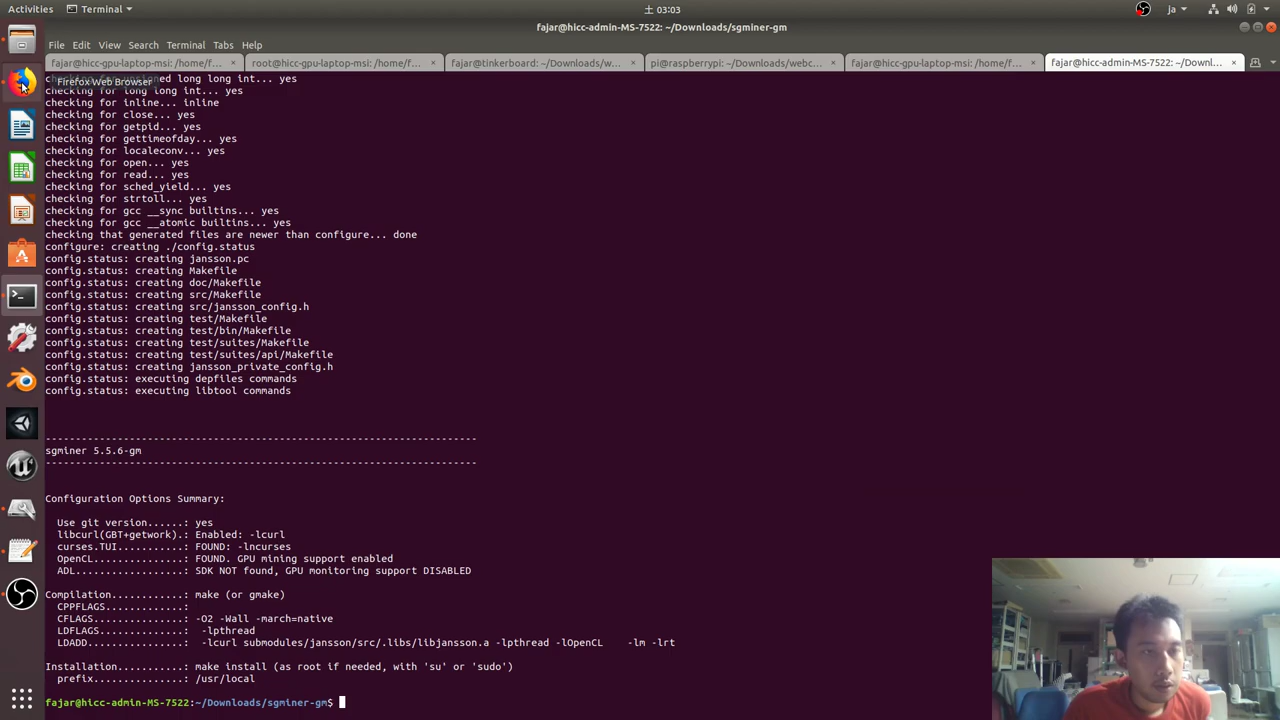 Activities
Terminal
土 03:03
ja
fajar@hicc-admin-MS-7522: ~/Downloads/sgminer-gm
File Edit View Search Terminal Tabs Help
fajar@hicc-gpu-laptop-msi: /home/f...
root@hicc-gpu-laptop-msi: /home/f...
fajar@tinkerboard: ~/Downloads/w...
pi@raspberrypi: ~/Downloads/webc...
fajar@hicc-gpu-laptop-msi: /home/f...
fajar@hicc-admin-MS-7522: ~/Downl...
Firefox Web Browser
checking for unsigned long long int... yes
checking for long long int... yes
checking for inline... inline
checking for close... yes
checking for getpid... yes
checking for gettimeofday... yes
checking for localeconv... yes
checking for open... yes
checking for read... yes
checking for sched_yield... yes
checking for strtoll... yes
checking for gcc __sync builtins... yes
checking for gcc __atomic builtins... yes
checking that generated files are newer than configure... done
configure: creating ./config.status
config.status: creating jansson.pc
config.status: creating Makefile
config.status: creating doc/Makefile
config.status: creating src/Makefile
config.status: creating src/jansson_config.h
config.status: creating test/Makefile
config.status: creating test/bin/Makefile
config.status: creating test/suites/Makefile
config.status: creating test/suites/api/Makefile
config.status: creating jansson_private_config.h
config.status: executing depfiles commands
config.status: executing libtool commands
------------------------------------------------------------------------
sgminer 5.5.6-gm
------------------------------------------------------------------------
Configuration Options Summary:
Use git version......: yes
libcurl(GBT+getwork).: Enabled: -lcurl
curses.TUI...........: FOUND: -lncurses
OpenCL...............: FOUND. GPU mining support enabled
ADL..................: SDK NOT found, GPU monitoring support DISABLED
Compilation............: make (or gmake)
CPPFLAGS.............:
CFLAGS...............: -O2 -Wall -march=native
LDFLAGS..............: -lpthread
LDADD................: -lcurl submodules/jansson/src/.libs/libjansson.a -lpthread -lOpenCL -lm -lrt
Installation...........: make install (as root if needed, with 'su' or 'sudo')
prefix...............: /usr/local
fajar@hicc-admin-MS-7522:~/Downloads/sgminer-gm$